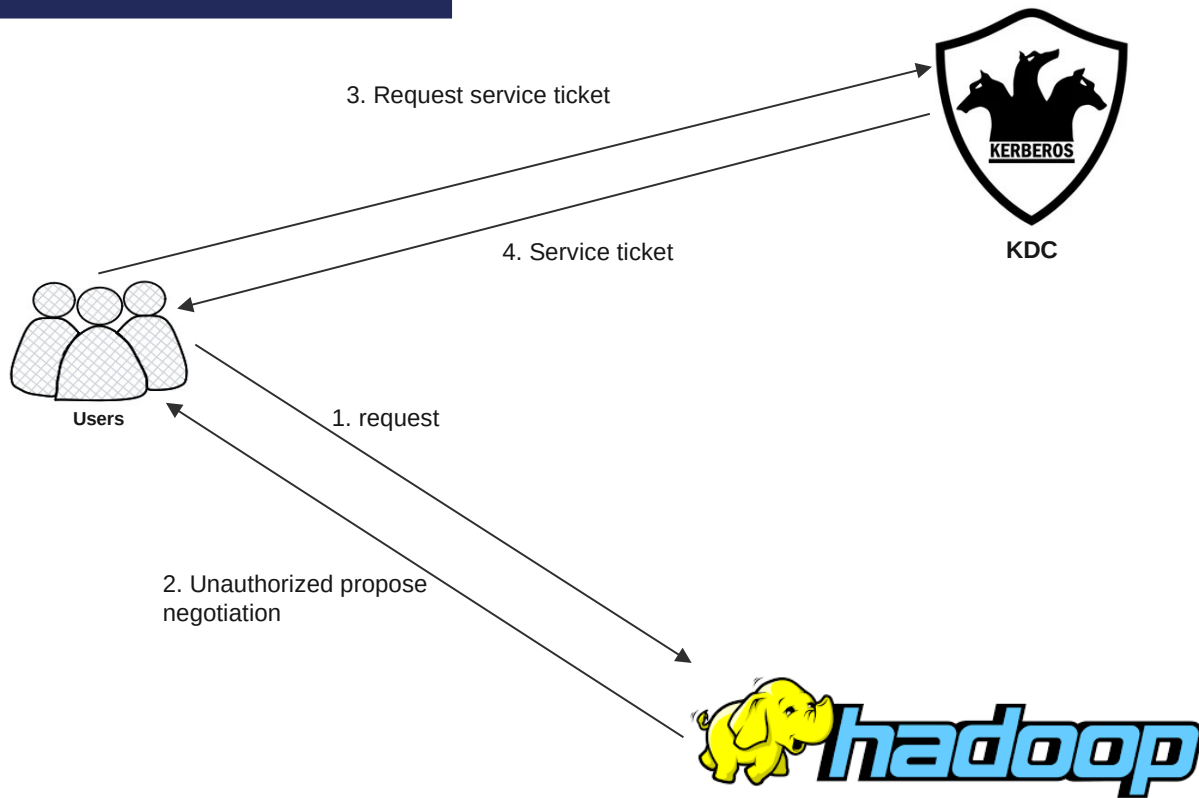 3. Request service ticket
KERBEROS
4. Service ticket
KDC
Users
1. request
2. Unauthorized propose
negotiation
hadoop